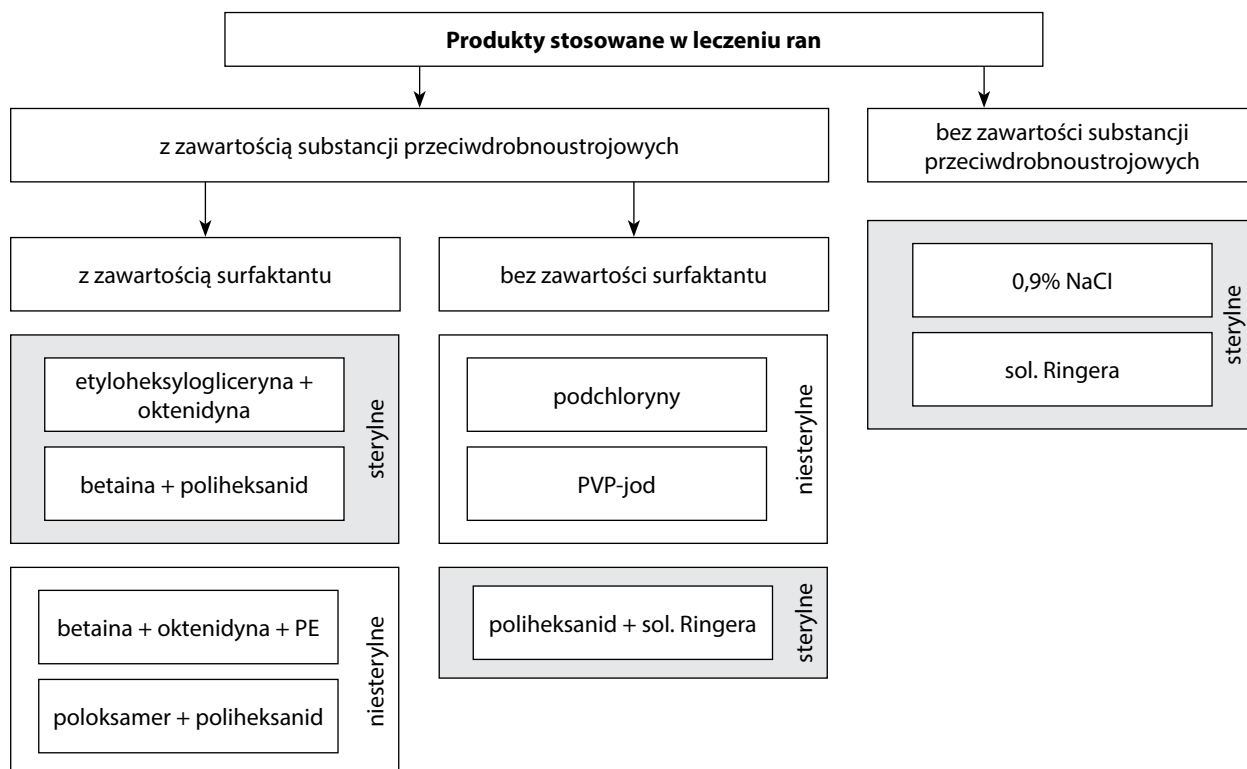 Produkty stosowane w leczeniu ran
z zawartością substancji przeciwdrobnoustrojowych
bez zawartości substancji
przeciwdrobnoustrojowych
z zawartością surfaktantu
bez zawartości surfaktantu
0,9% NaCl
sol. Ringera
sterylne
etyloheksylogliceryna +
oktenidyna
betaina + poliheksanid
sterylne
podchloryny
PVP-jod
niesterylne
betaina + oktenidyna + PE
poloksamer + poliheksanid
niesterylne
poliheksanid + sol. Ringera
sterylne